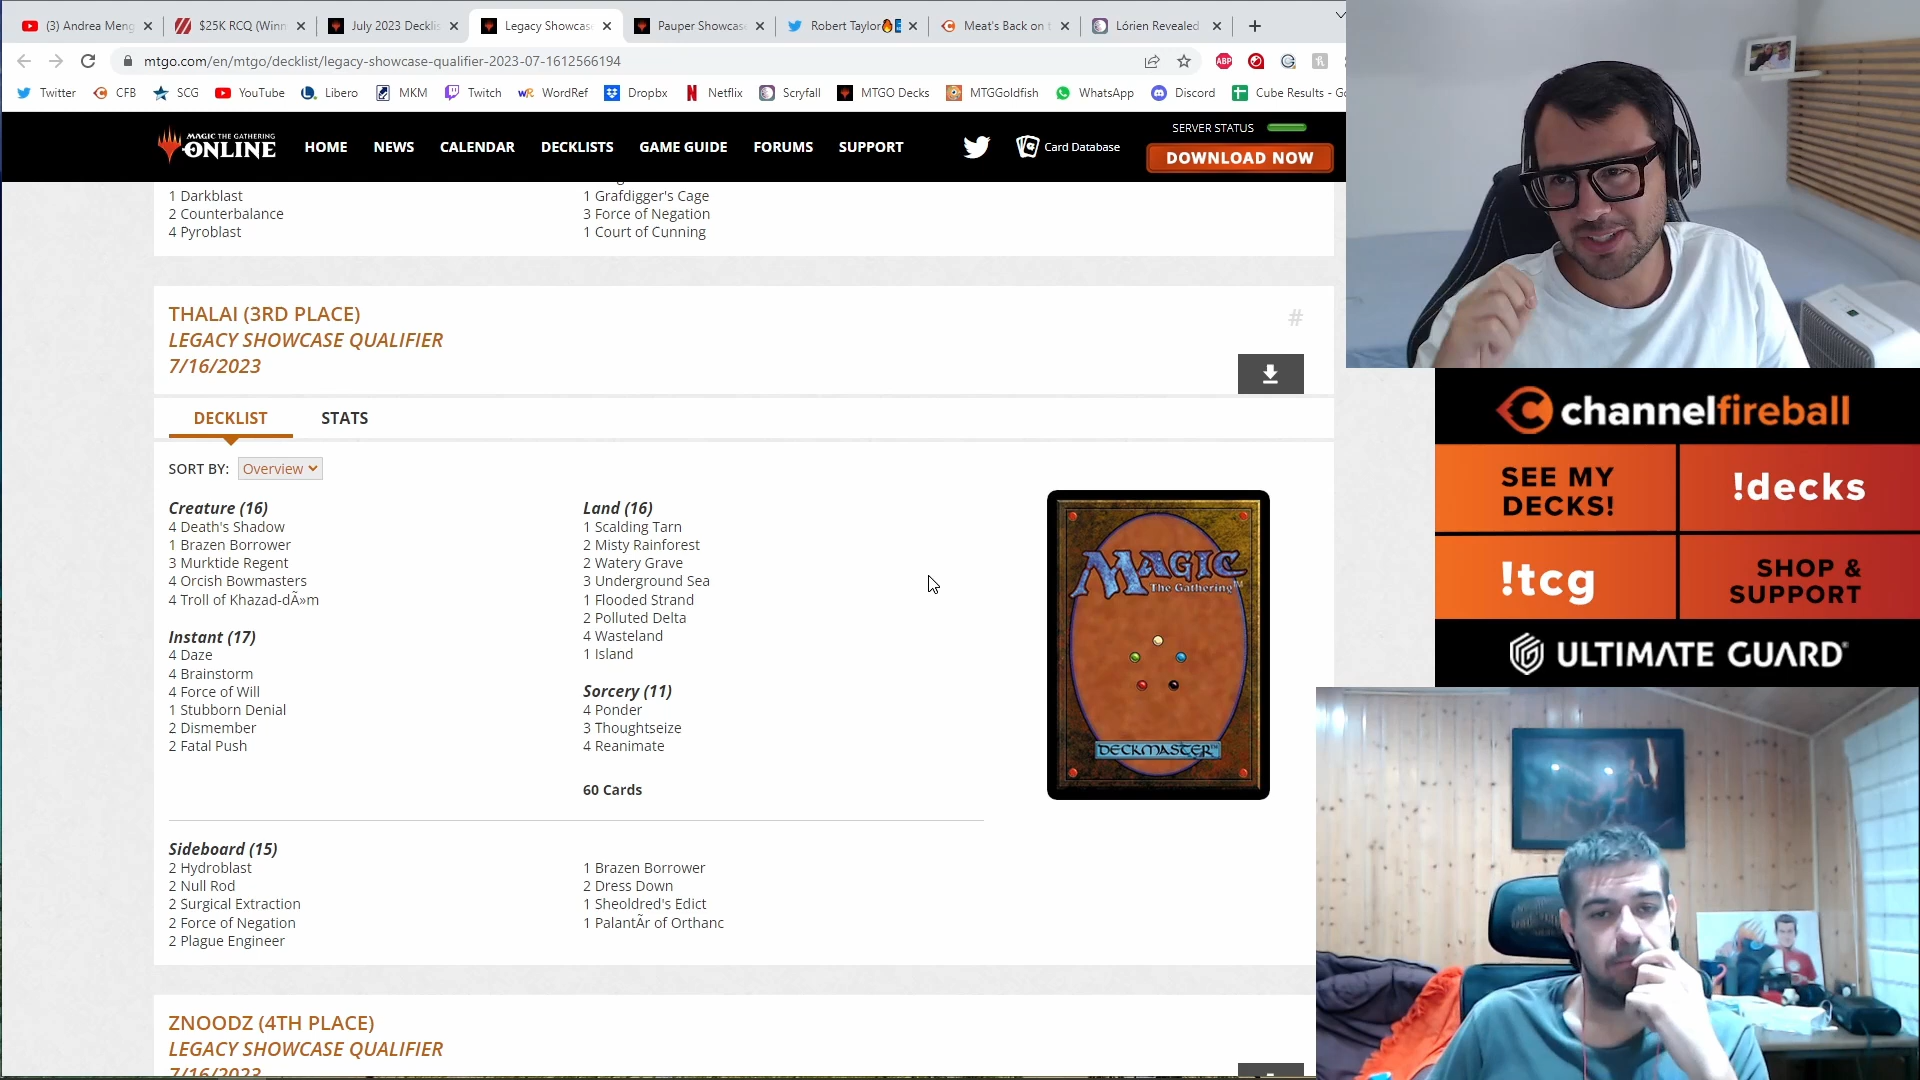 (3) Andrea Meng
$25K RCQ (Winn
July 2023 Decklis
Legacy Showcase
Pauper Showcas
Robert Taylor
Meat's Back on t
Lórien Revealed
mtgo.com/en/mtgo/decklist/legacy-showcase-qualifier-2023-07-1612566194
ABP
Twitter
CFB
SCG
YouTube
Libero
MKM
Twitch
WordRef
Dropbx
Netflix
Scryfall
MTGO Decks
MTGGoldfish
WhatsApp
Discord
Cube Results - Go
MAGIC THE GATHERING
ONLINE
HOME
NEWS
CALENDAR
DECKLISTS
GAME GUIDE
FORUMS
SUPPORT
Card Database
SERVER STATUS
DOWNLOAD NOW
1 Darkblast
2 Counterbalance
4 Pyroblast
1 Grafdigger's Cage
3 Force of Negation
1 Court of Cunning
THALAI (3RD PLACE)
LEGACY SHOWCASE QUALIFIER
7/16/2023
#
DECKLIST
STATS
SORT BY: Overview
Creature (16)
4 Death's Shadow
1 Brazen Borrower
3 Murktide Regent
4 Orcish Bowmasters
4 Troll of Khazad-dÃ»m
Instant (17)
4 Daze
4 Brainstorm
4 Force of Will
1 Stubborn Denial
2 Dismember
2 Fatal Push
Land (16)
1 Scalding Tarn
2 Misty Rainforest
2 Watery Grave
3 Underground Sea
1 Flooded Strand
2 Polluted Delta
4 Wasteland
1 Island
Sorcery (11)
4 Ponder
3 Thoughtseize
4 Reanimate
60 Cards
MAGIC
The Gathering
DECKMASTER
Sideboard (15)
2 Hydroblast
2 Null Rod
2 Surgical Extraction
2 Force of Negation
2 Plague Engineer
1 Brazen Borrower
2 Dress Down
1 Sheoldred's Edict
1 PalantÃ­r of Orthanc
ZNOODZ (4TH PLACE)
LEGACY SHOWCASE QUALIFIER
7/16/2023
channelfireball
SEE MY
DECKS!
!decks
!tcg
SHOP &
SUPPORT
ULTIMATE GUARD